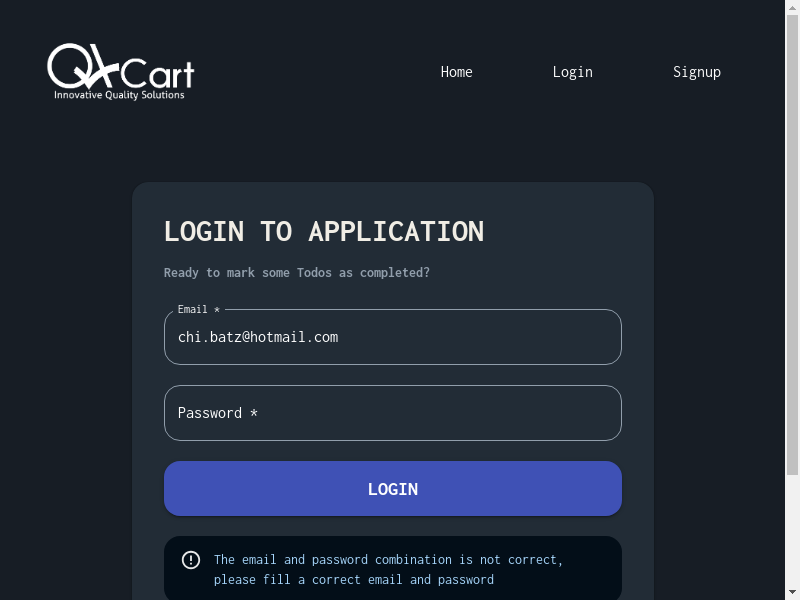 QACart
Innovative Quality Solutions
Home
Login
Signup
LOGIN TO APPLICATION
Ready to mark some Todos as completed?
Email *
chi.batz@hotmail.com
Password *
LOGIN
The email and password combination is not correct,
please fill a correct email and password